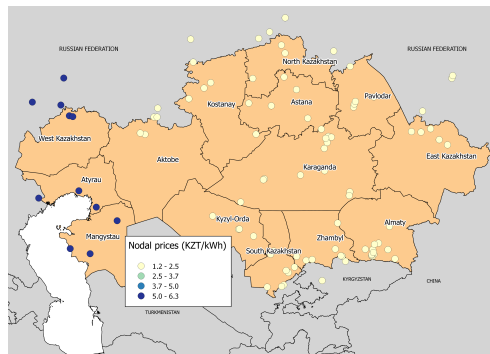 RUSSIAN FEDERATION
RUSSIAN FEDERATION
North Kazakhstan
Kostanay
Astana
Pavlodar
West Kazakhstan
Aktobe
East Kazakhstan
Karaganda
Atyrau
Kyzyl-Orda
Mangystau
Zhambyl
Almaty
South Kazakhstan
Nodal prices (KZT/kWh)
1.2 - 2.5
2.5 - 3.7
3.7 - 5.0
5.0 - 6.3
KYRGYZSTAN
CHINA
TURKMENISTAN